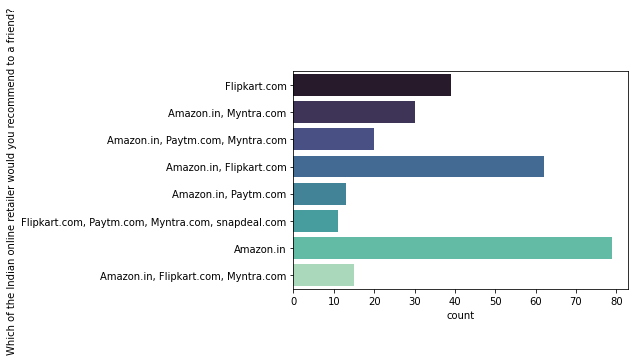 Which of the Indian online retailer would you recommend to a friend?
Flipkart.com
Amazon.in, Myntra.com
Amazon.in, Paytm.com, Myntra.com
Amazon.in, Flipkart.com
Amazon.in, Paytm.com
Flipkart.com, Paytm.com, Myntra.com, snapdeal.com
Amazon.in
Amazon.in, Flipkart.com, Myntra.com
0 10 20 30 40 50 60 70 80
count